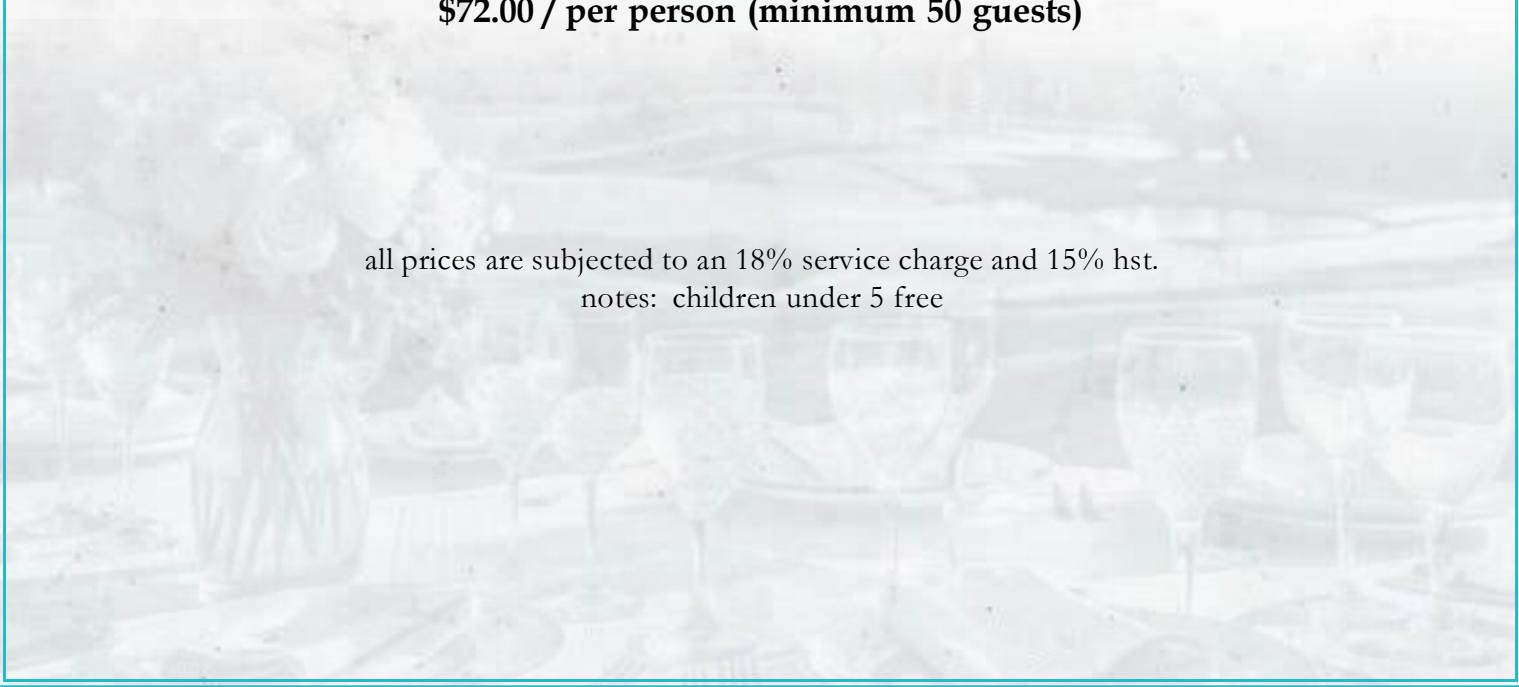 $72.00 / per person (minimum 50 guests)
all prices are subjected to an 18% service charge and 15% hst.
notes: children under 5 free